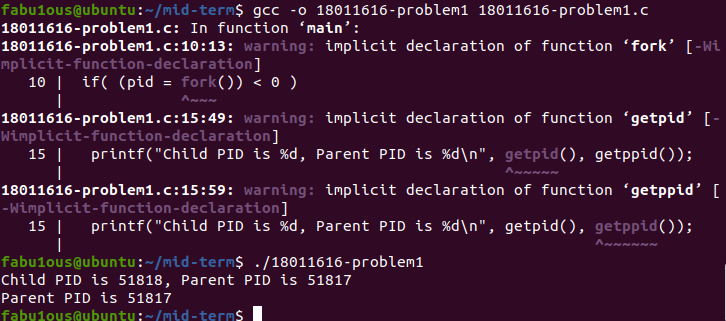 fabu1ous@ubuntu:~/mid-term$ gcc -o 18011616-problem1 18011616-problem1.c
18011616-problem1.c: In function ‘main’:
18011616-problem1.c:10:13: warning: implicit declaration of function ‘fork’ [-Wi
mplicit-function-declaration]
   10 |  if( (pid = fork()) < 0 )
      |             ^~~~
18011616-problem1.c:15:49: warning: implicit declaration of function ‘getpid’ [-
Wimplicit-function-declaration]
   15 |   printf("Child PID is %d, Parent PID is %d\n", getpid(), getppid());
      |                                                 ^~~~~~
18011616-problem1.c:15:59: warning: implicit declaration of function ‘getppid’ [
-Wimplicit-function-declaration]
   15 |   printf("Child PID is %d, Parent PID is %d\n", getpid(), getppid());
      |                                                           ^~~~~~~
fabu1ous@ubuntu:~/mid-term$ ./18011616-problem1
Child PID is 51818, Parent PID is 51817
Parent PID is 51817
fabu1ous@ubuntu:~/mid-term$